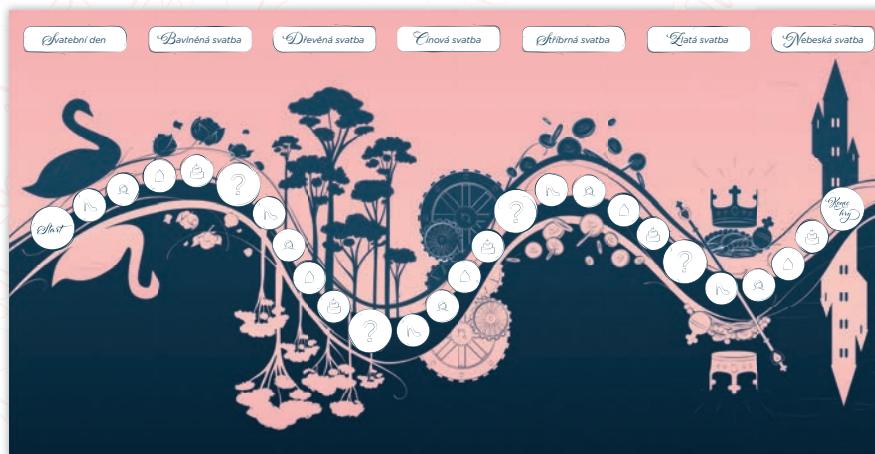 Svatební den
Bavlněná svatba
Dřevěná svatba
Cínová svatba
Stříbrná svatba
Zlatá svatba
Nebeská svatba
Start
?
?
?
?
Konec
hry